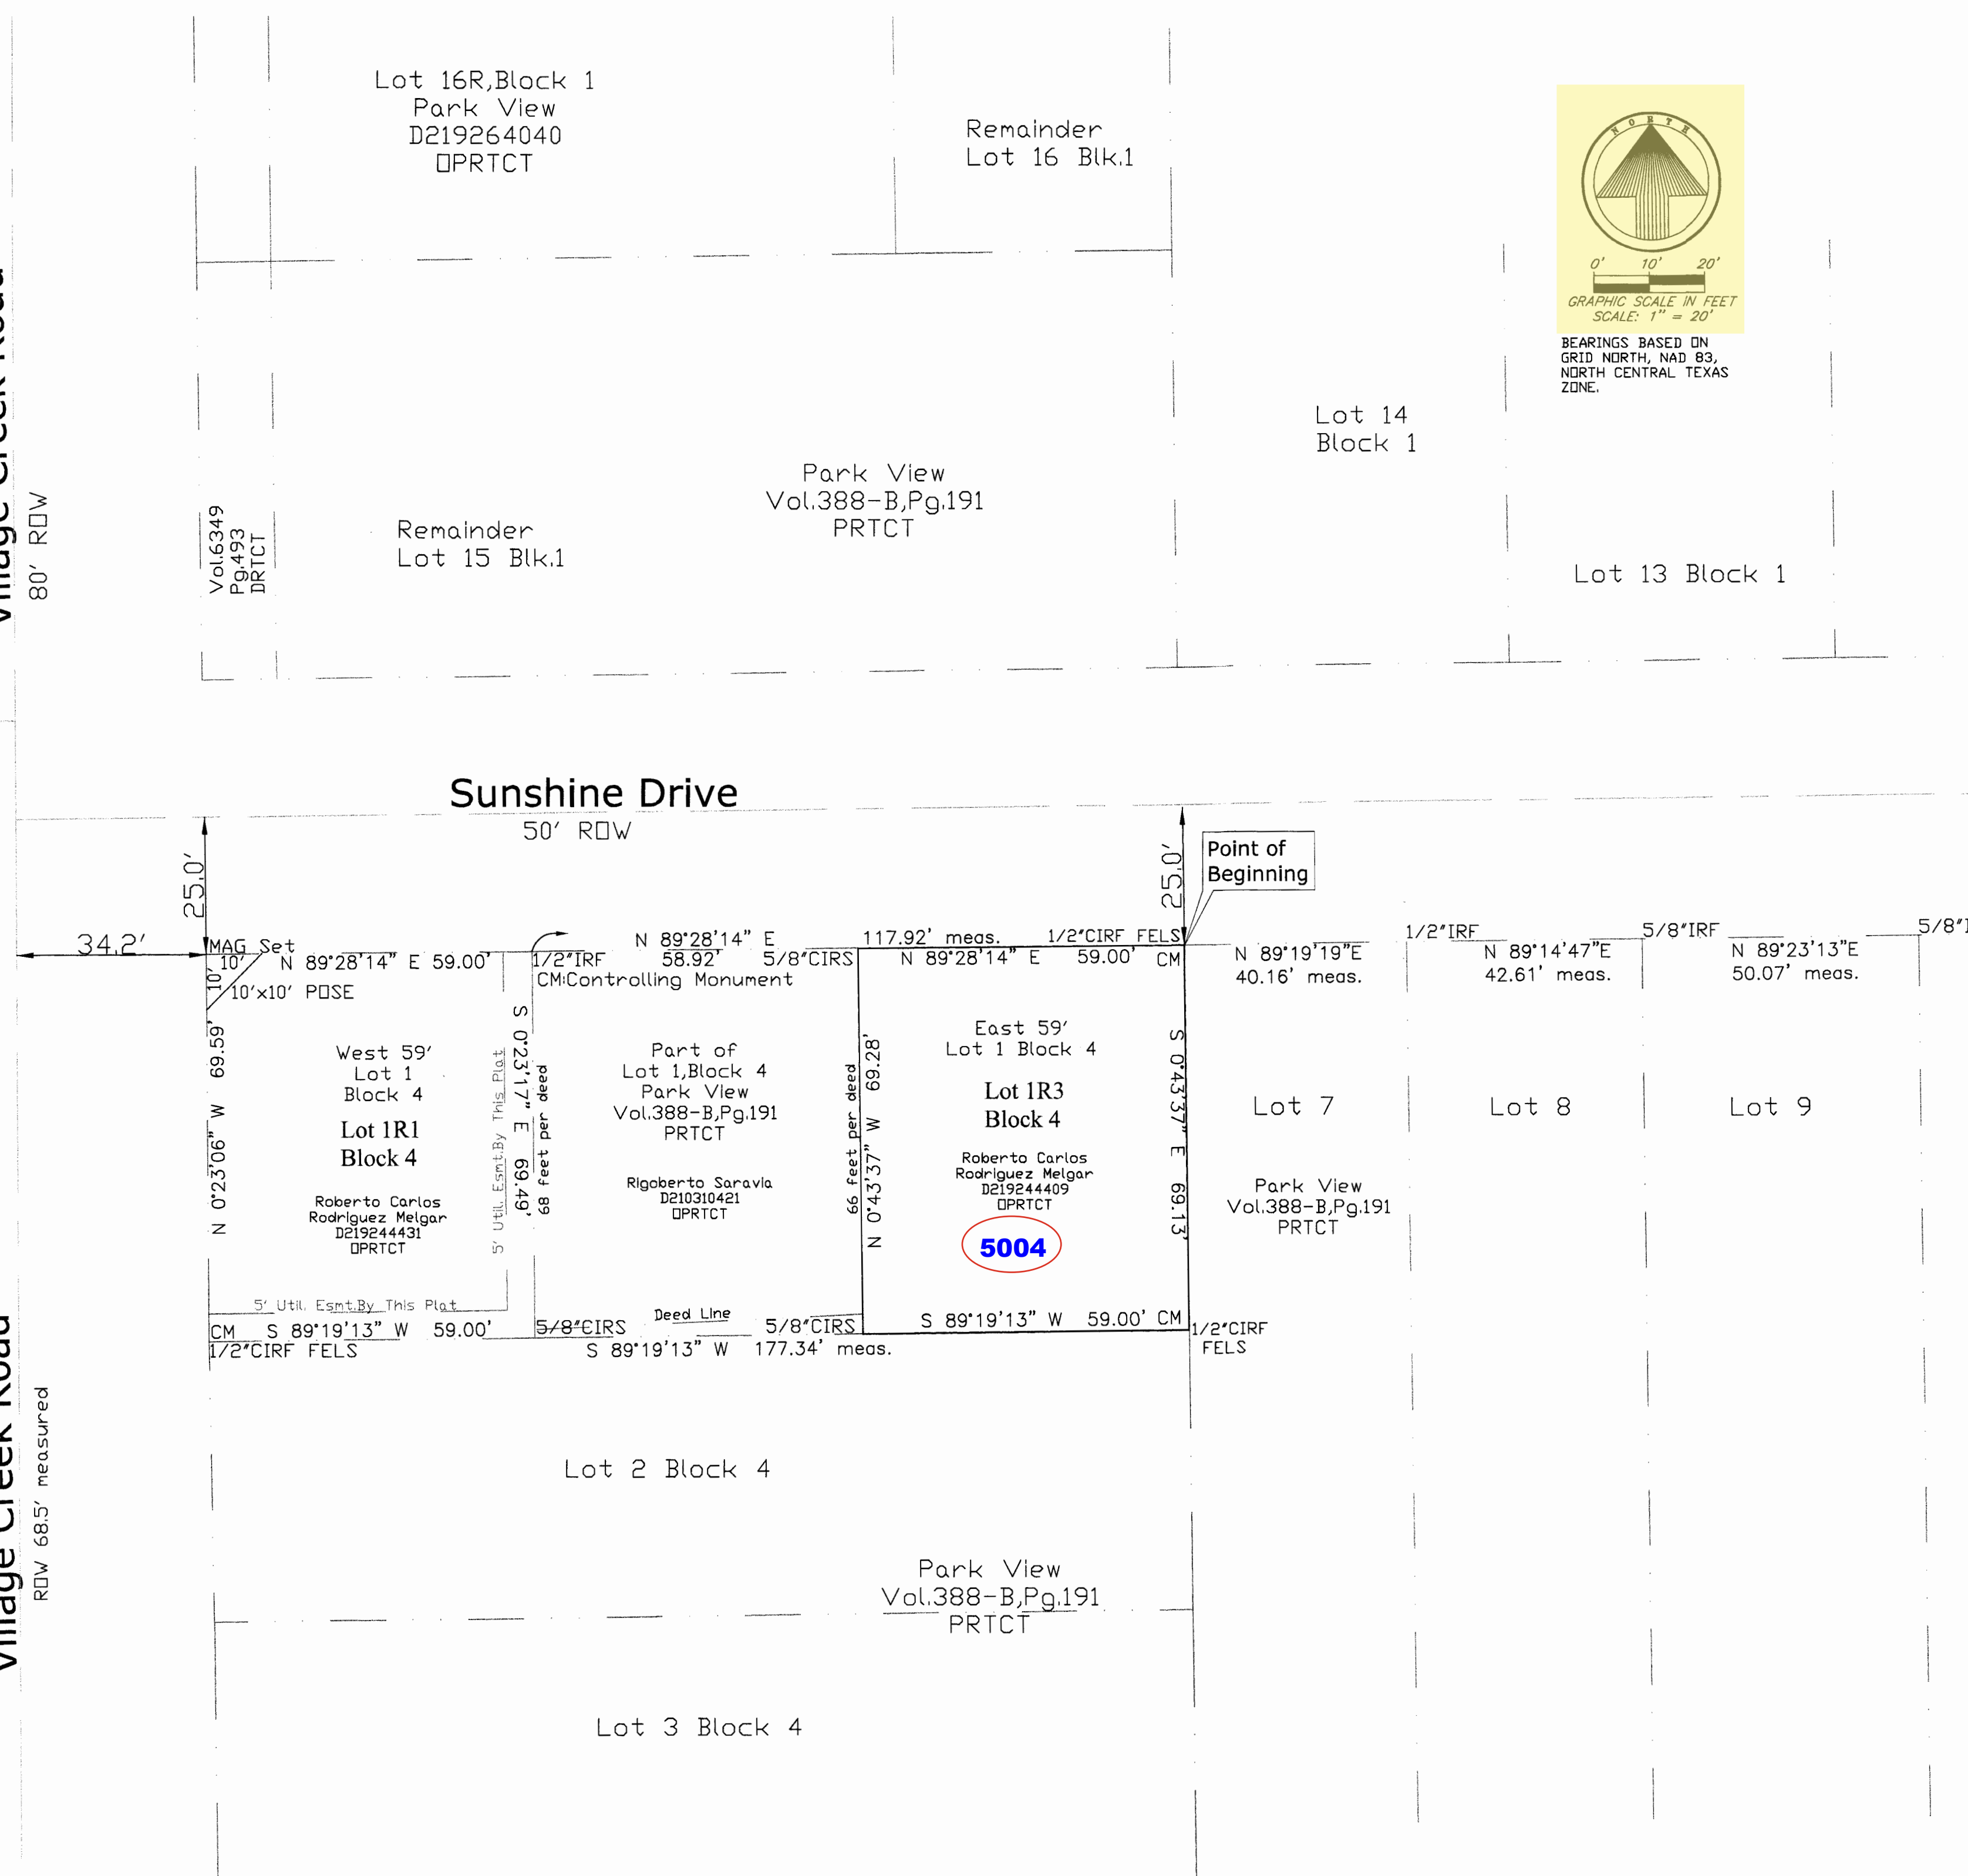 Lot 16R,Block 1
Park View
D219264040
OPRTCT
Remainder
Lot 16 Blk.1
NORTH
0' 10' 20'
GRAPHIC SCALE IN FEET
SCALE: 1" = 20'
BEARINGS BASED ON
GRID NORTH, NAD 83,
NORTH CENTRAL TEXAS
ZONE.
Village Creek Road
80' ROW
Vol.6349
Pg.493
DRTCT
Remainder
Lot 15 Blk.1
Park View
Vol.388-B,Pg.191
PRTCT
Lot 14
Block 1
Lot 13 Block 1
Sunshine Drive
50' ROW
25.0'
25.0'
Point of
Beginning
34.2'
MAG Set
10'
10'
10'x10' POSE
N 89°28'14" E 59.00'
1/2"IRF
N 89°28'14" E 117.92' meas.
58.92'
5/8"CIRS
CM:Controlling Monument
1/2"CIRF FELS
N 89°28'14" E 59.00' CM
N 89°19'19"E
40.16' meas.
1/2"IRF
N 89°14'47"E
42.61' meas.
5/8"IRF
N 89°23'13"E
50.07' meas.
5/8"I
N 0°23'06" W 69.59'
West 59'
Lot 1
Block 4
Lot 1R1
Block 4
Roberto Carlos
Rodriguez Melgar
D219244431
OPRTCT
5' Util. Esmt.By This Plat
S 0°23'17" E 69.49'
68 feet per deed
Part of
Lot 1,Block 4
Park View
Vol.388-B,Pg.191
PRTCT
Rigoberto Saravia
D210310421
OPRTCT
66 feet per deed
N 0°43'37" W 69.28'
East 59'
Lot 1 Block 4
Lot 1R3
Block 4
Roberto Carlos
Rodriguez Melgar
D219244409
OPRTCT
5004
S 0°43'37" E 69.13'
Lot 7
Lot 8
Lot 9
Park View
Vol.388-B,Pg.191
PRTCT
5' Util. Esmt.By This Plat
CM S 89°19'13" W 59.00'
1/2"CIRF FELS
5/8"CIRS
Deed Line
5/8"CIRS
S 89°19'13" W 177.34' meas.
S 89°19'13" W 59.00' CM
1/2"CIRF
FELS
Village Creek Road
ROW 68.5' measured
Lot 2 Block 4
Park View
Vol.388-B,Pg.191
PRTCT
Lot 3 Block 4